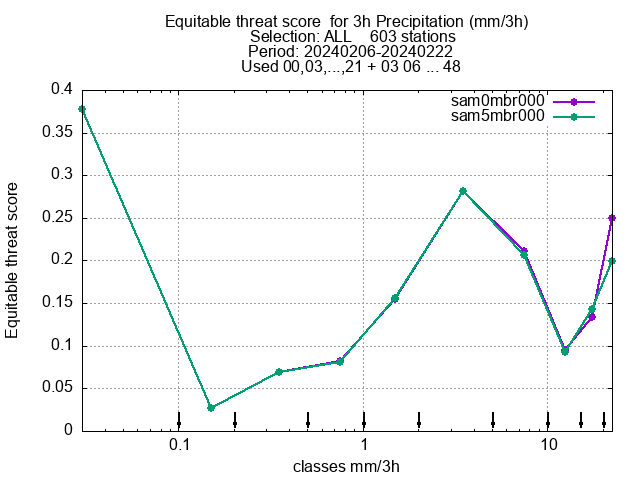 Equitable threat score  for 3h Precipitation (mm/3h)
Selection: ALL    603 stations
Period: 20240206-20240222
Used 00,03,...,21 + 03 06 ... 48
sam0mbr000
sam5mbr000
0.4
0.35
0.3
0.25
0.2
0.15
0.1
0.05
0
Equitable threat score
0.1
1
10
classes mm/3h